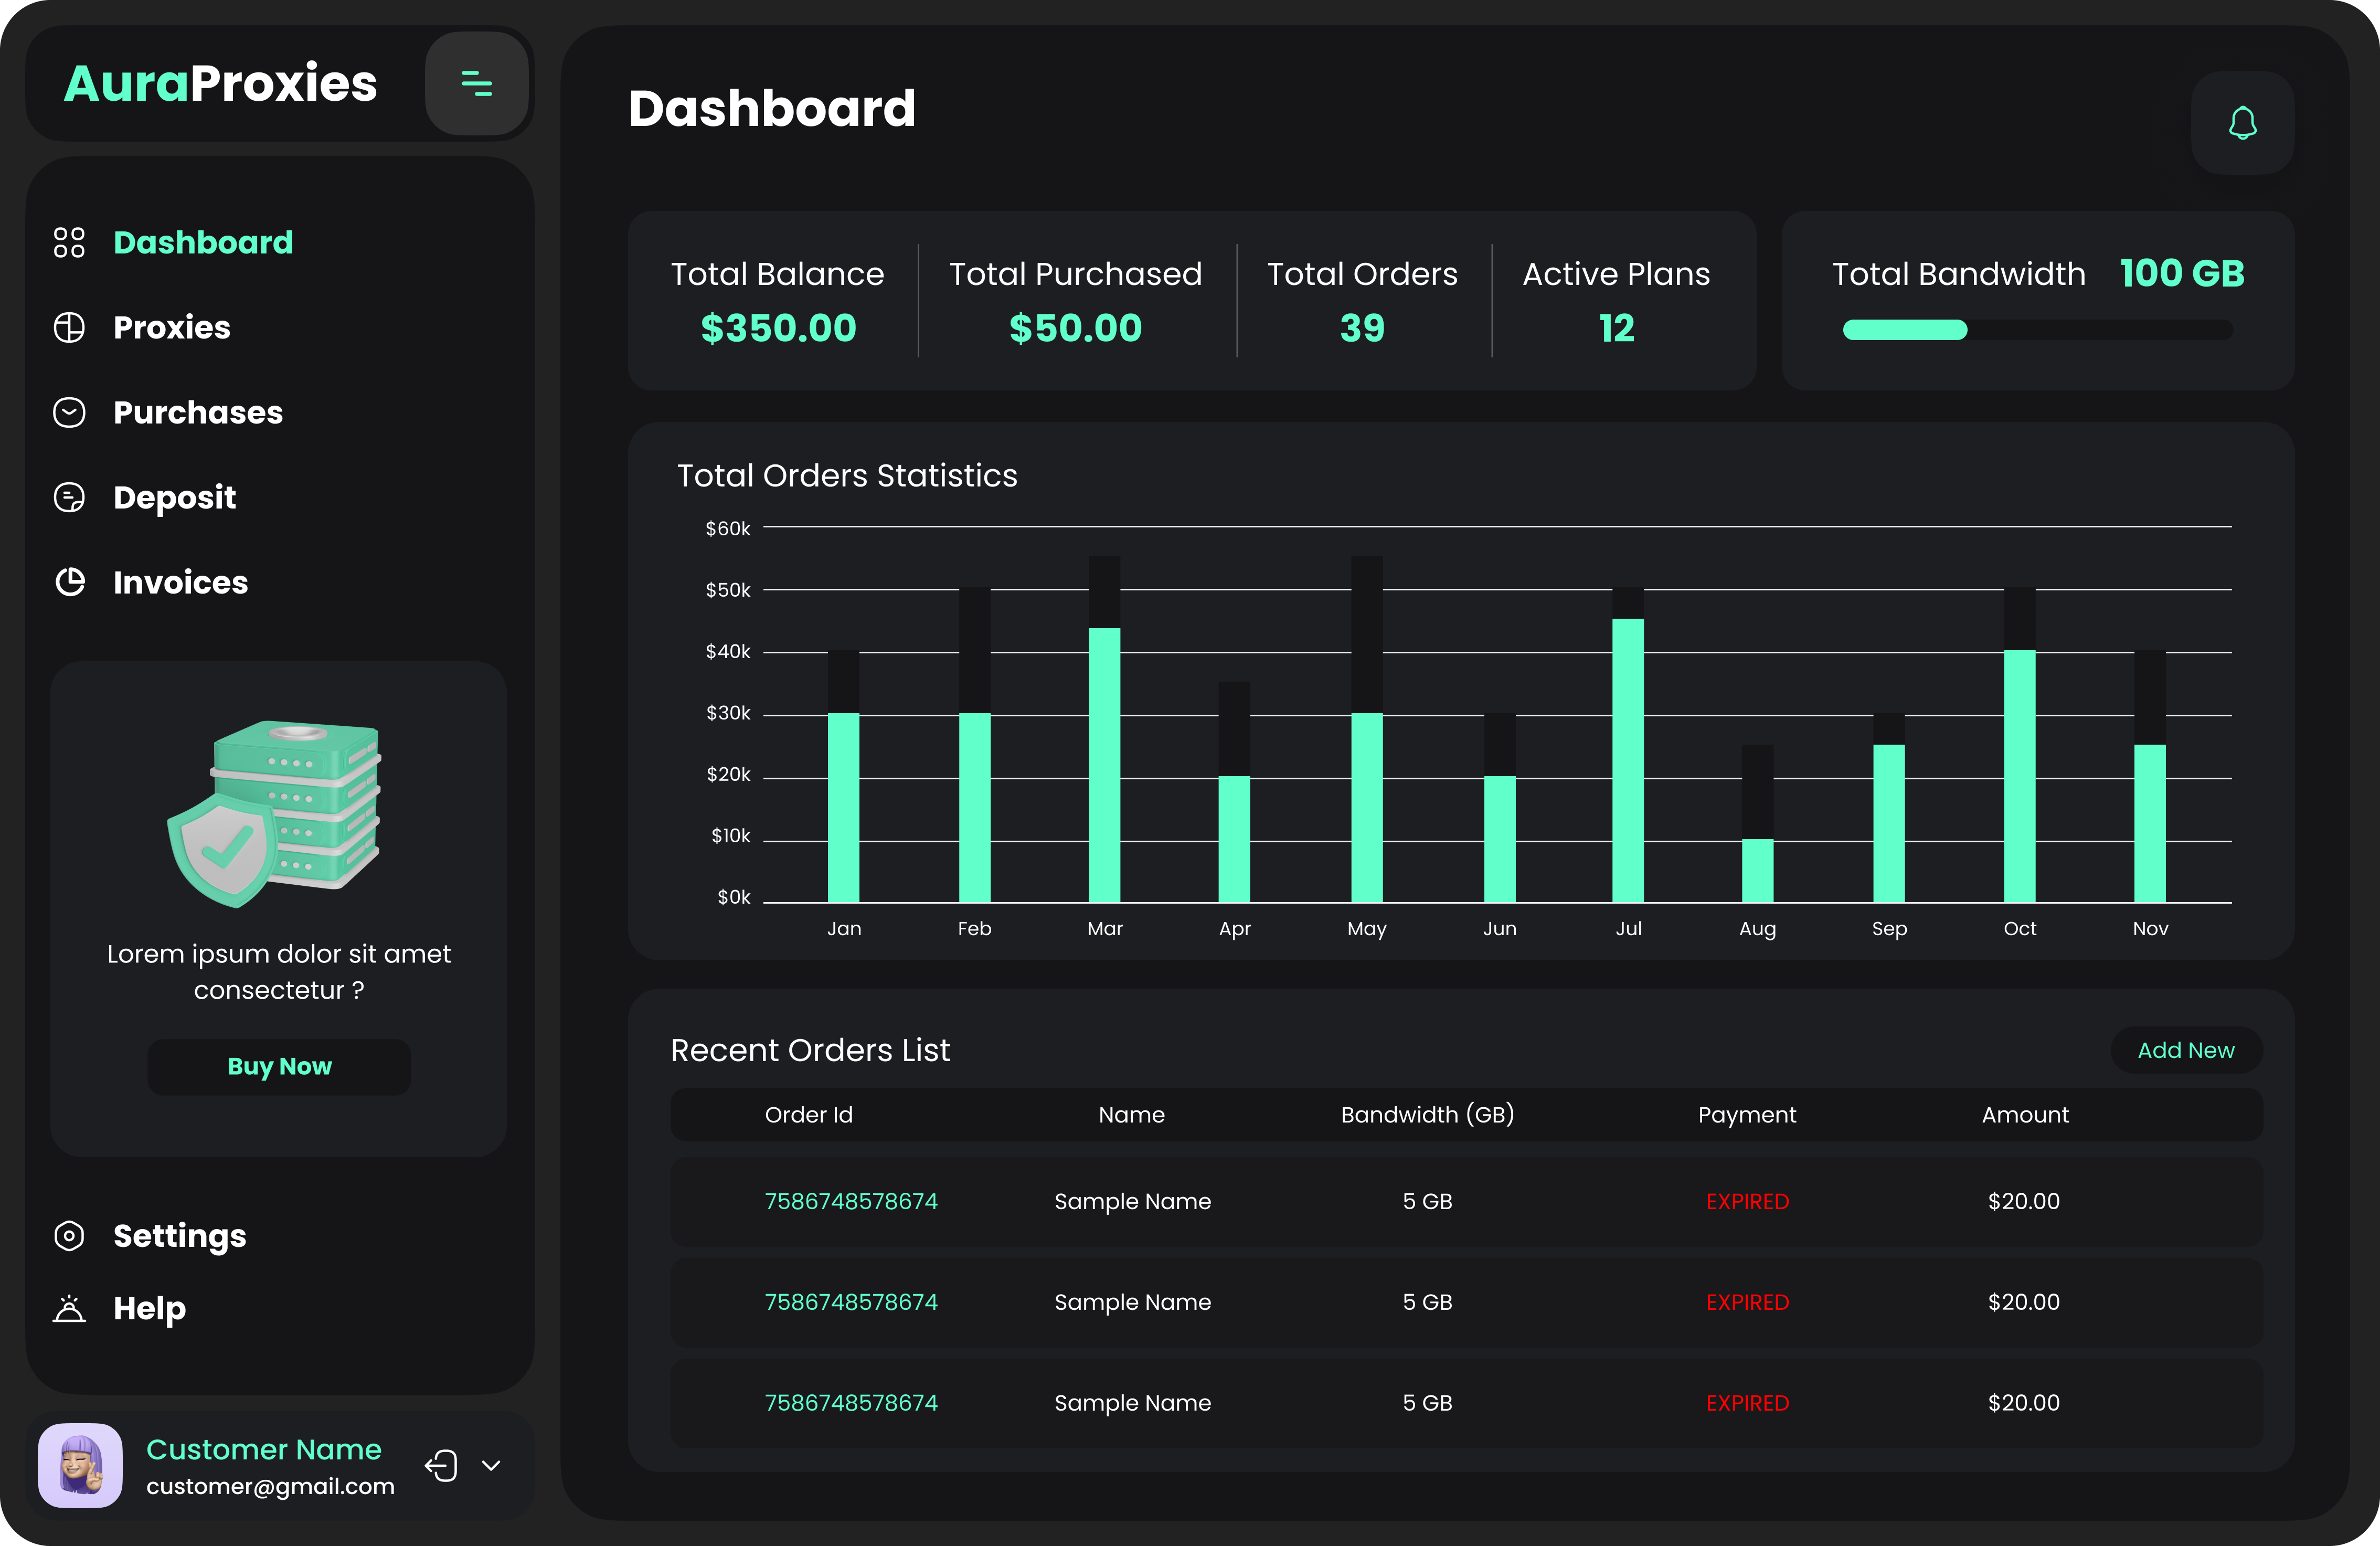 AuraProxies
Dashboard
Proxies
Purchases
Deposit
Invoices
Lorem ipsum dolor sit amet
consectetur ?
Buy Now
Settings
Help
Customer Name
customer@gmail.com
Dashboard
Total Balance
$350.00
Total Purchased
$50.00
Total Orders
39
Active Plans
12
Total Bandwidth 100 GB
Total Orders Statistics
$60k
$50k
$40k
$30k
$20k
$10k
$0k
Jan Feb Mar Apr May Jun Jul Aug Sep Oct Nov
Recent Orders List
Add New
Order Id Name Bandwidth (GB) Payment Amount
7586748578674 Sample Name 5 GB EXPIRED $20.00
7586748578674 Sample Name 5 GB EXPIRED $20.00
7586748578674 Sample Name 5 GB EXPIRED $20.00